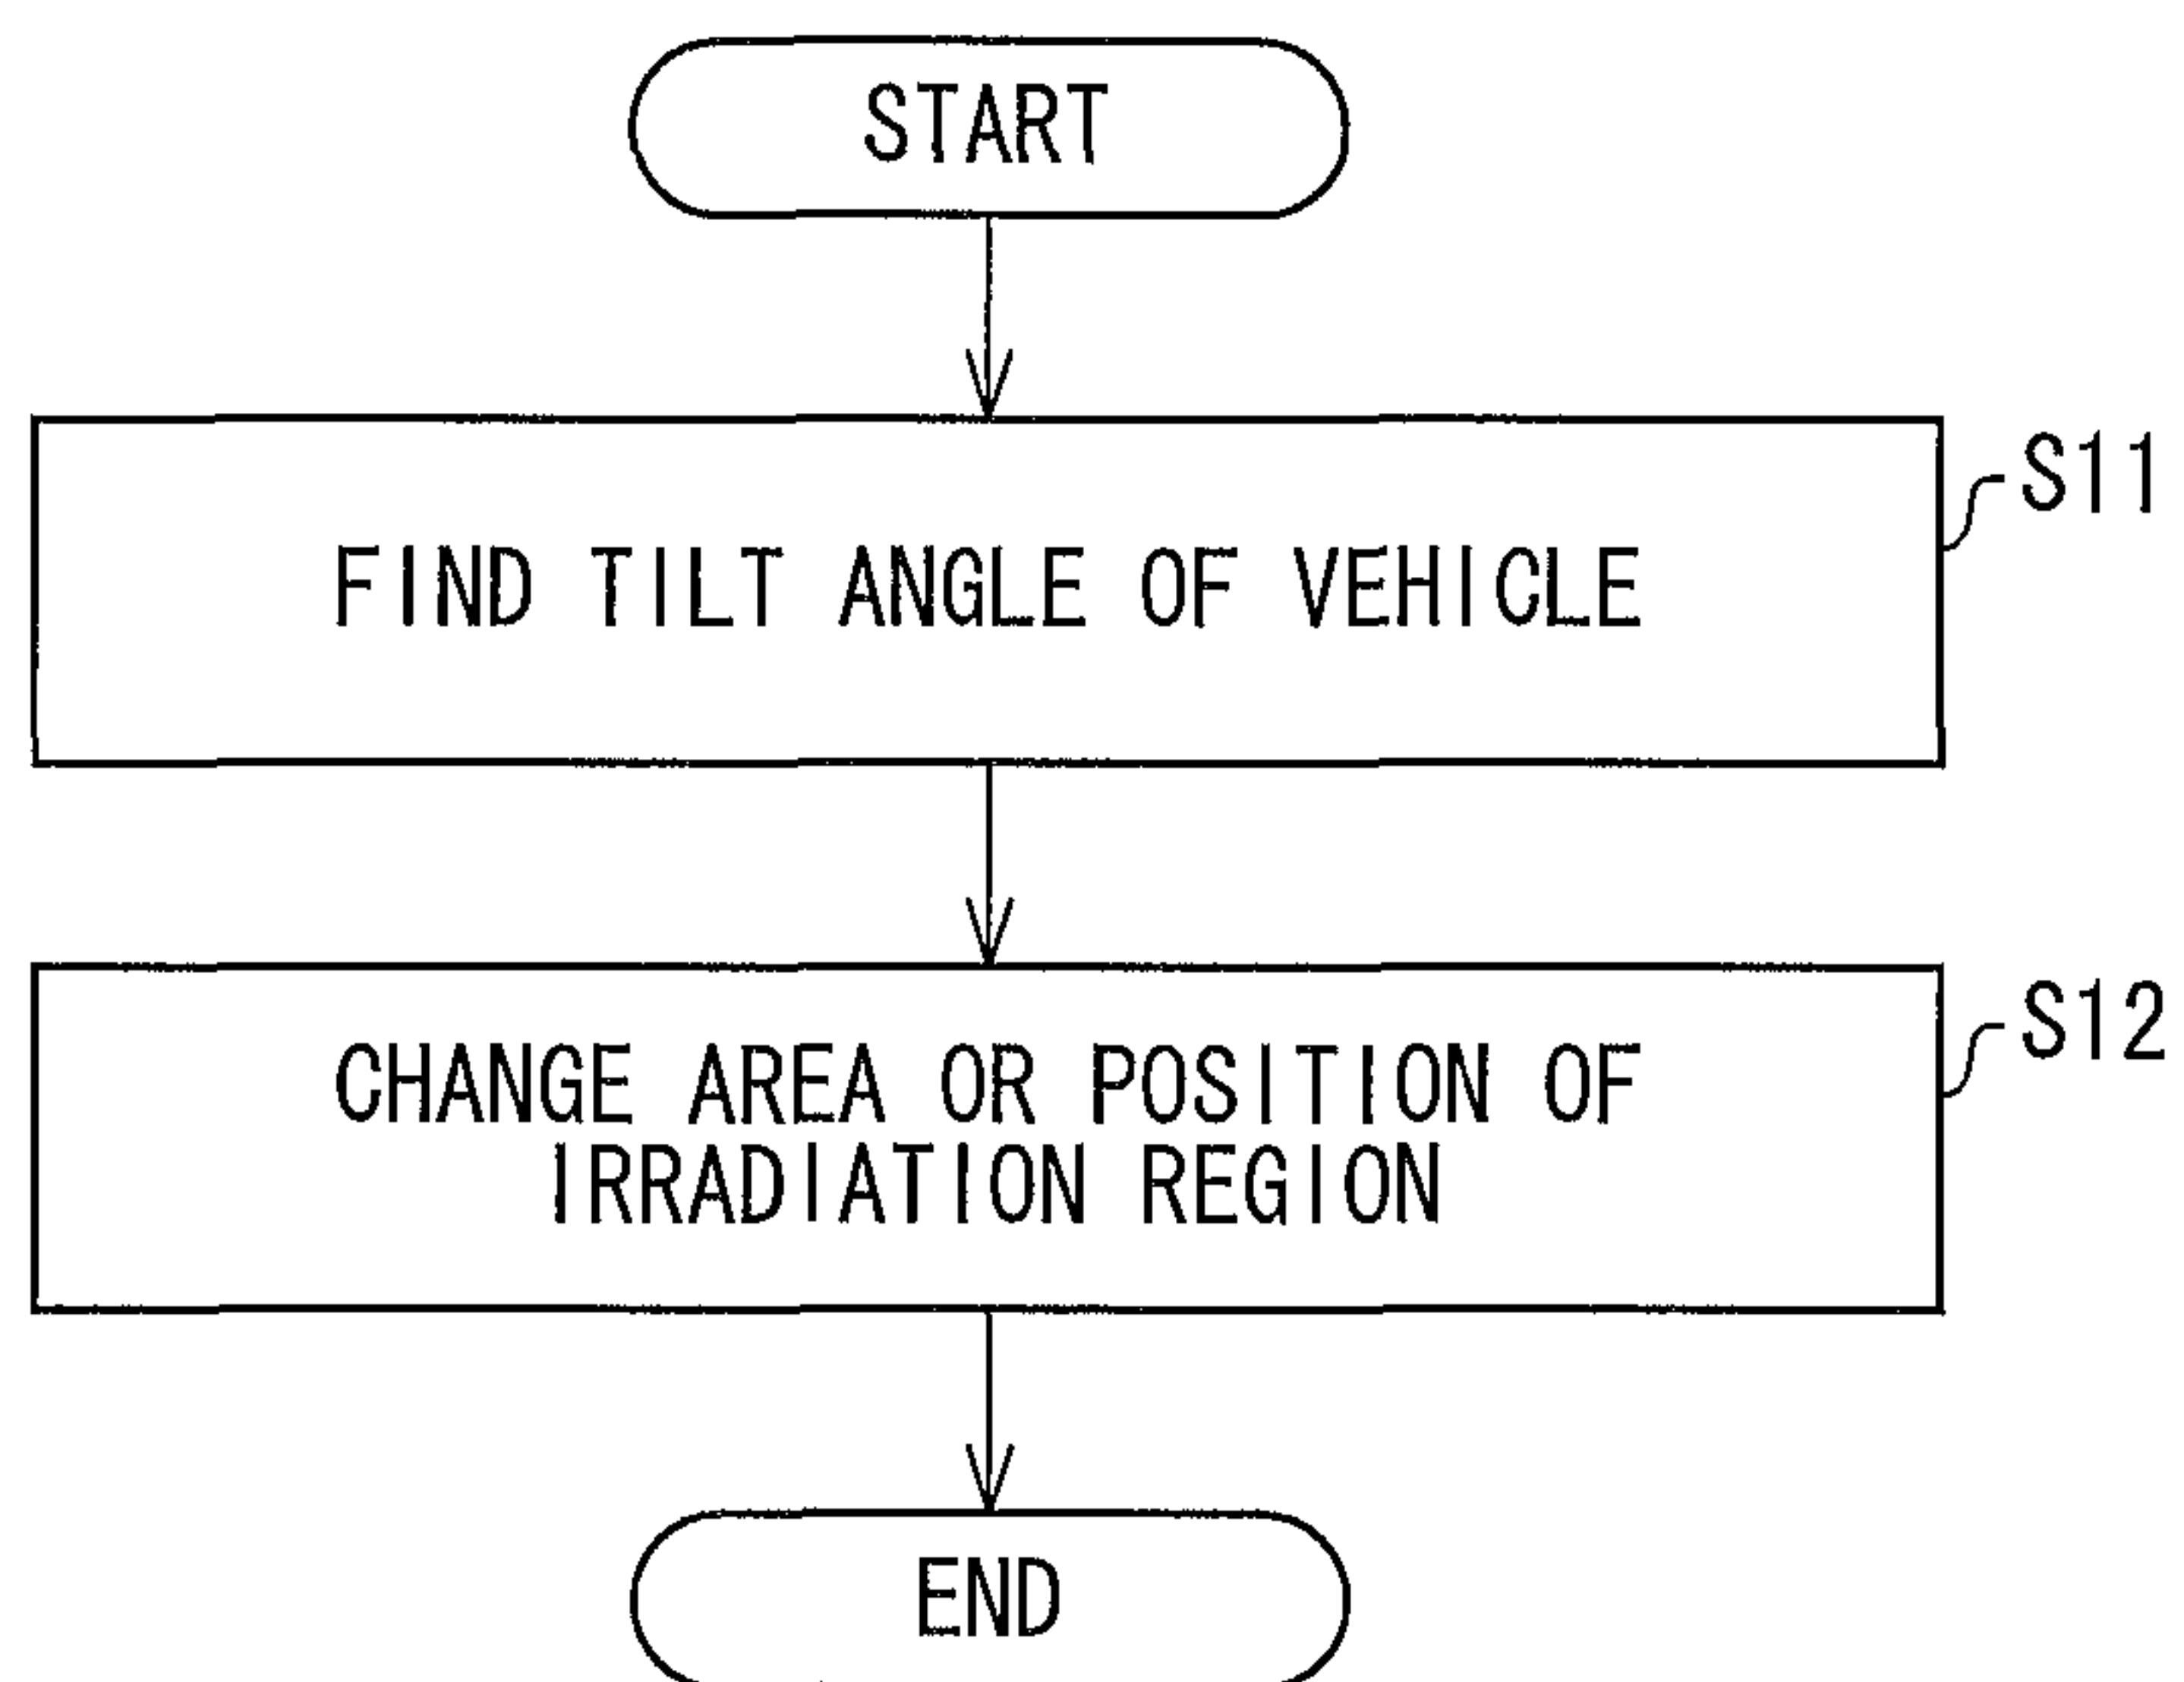 START
S11
FIND TILT ANGLE OF VEHICLE
S12
CHANGE AREA OR POSITION OF
IRRADIATION REGION
END